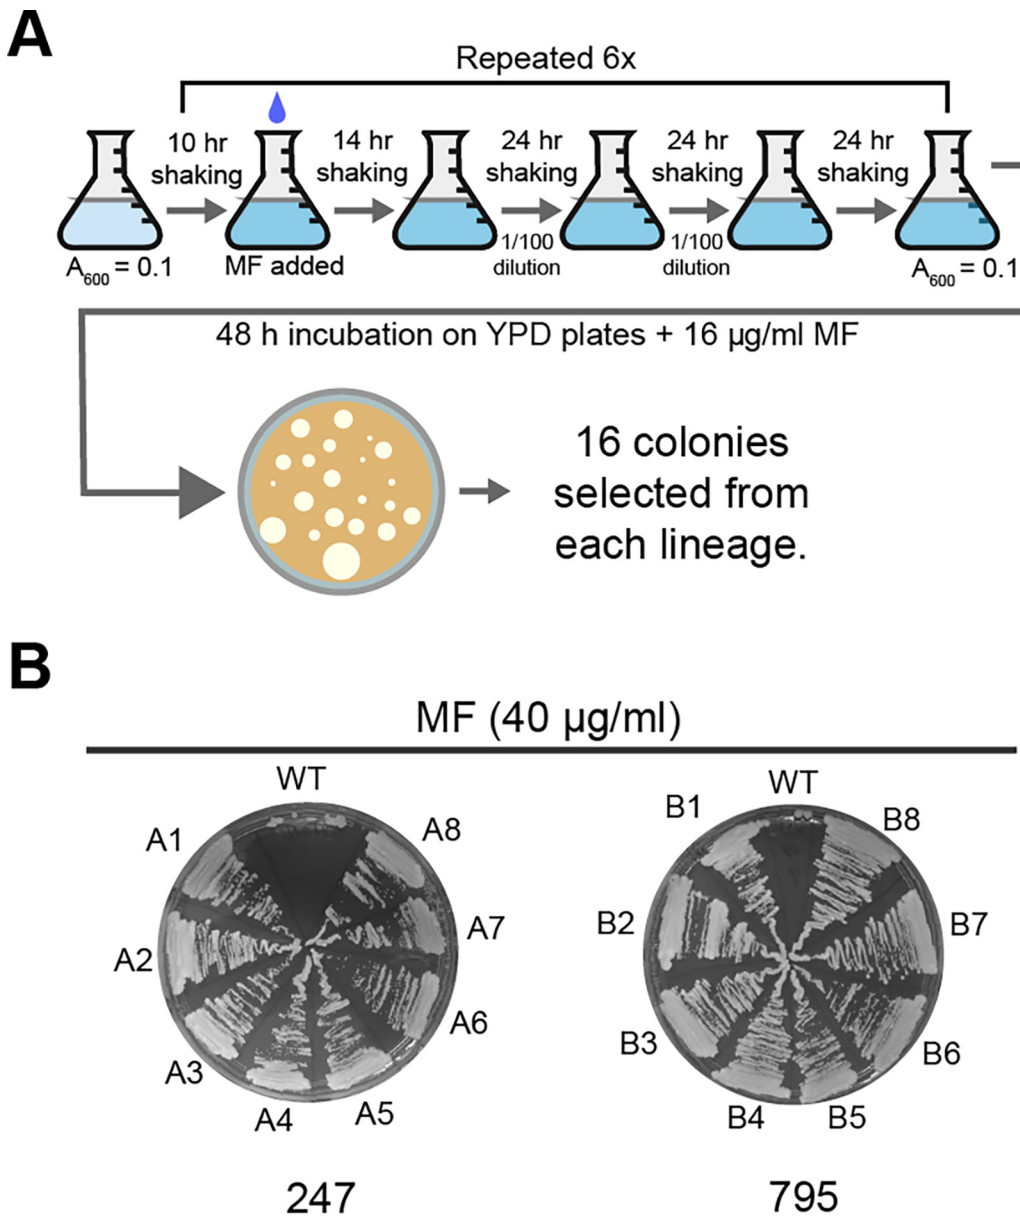 A
Repeated 6x
10 hr
shaking
14 hr
shaking
24 hr
shaking
24 hr
shaking
24 hr
shaking
1/100
dilution
1/100
dilution
A600 = 0.1
MF added
A600 = 0.1
48 h incubation on YPD plates + 16 µg/ml MF
16 colonies
selected from
each lineage.
B
MF (40 µg/ml)
WT
A1
A8
A2
A7
A3
A6
A4
A5
247
WT
B1
B8
B2
B7
B3
B6
B4
B5
795